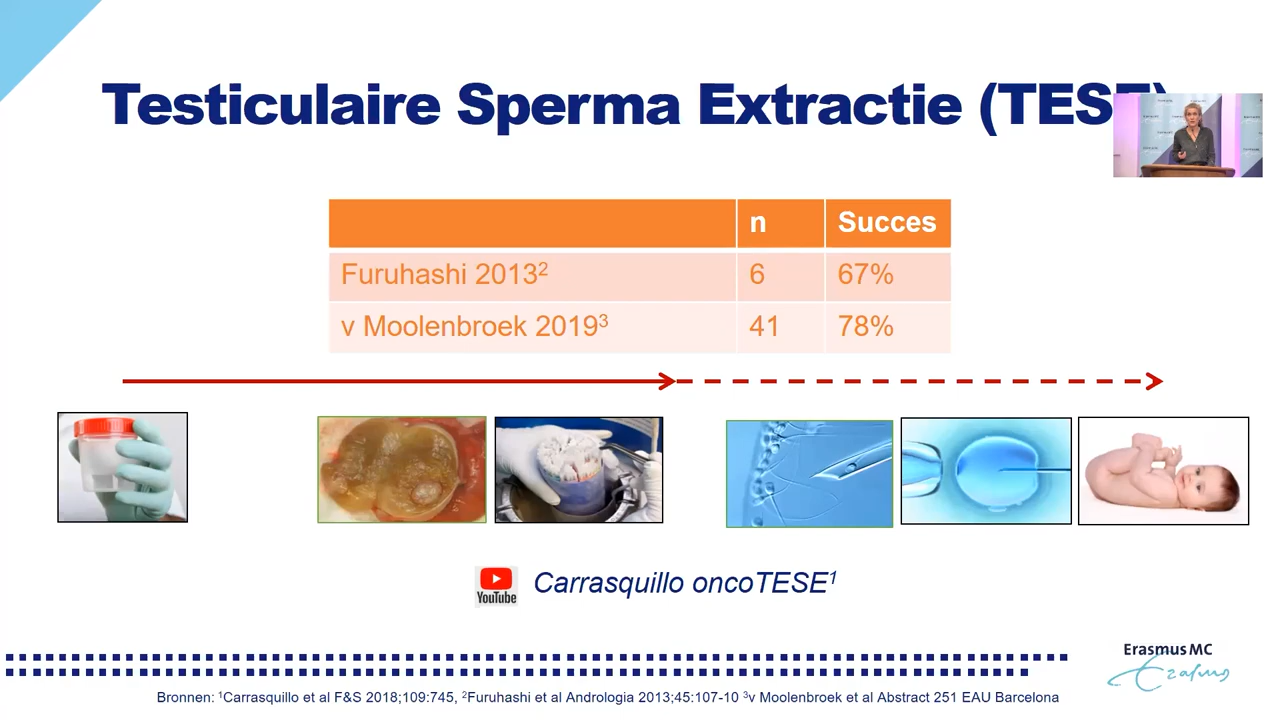 Testiculaire Sperma Extractie (TESE)
n Succes
Furuhashi 2013² 6 67%
v Moolenbroek 2019³ 41 78%
YouTube
Carrasquillo oncoTESE¹
Erasmus MC
Erasmus
Bronnen: ¹Carrasquillo et al F&S 2018;109:745, ²Furuhashi et al Andrologia 2013;45:107-10 ³v Moolenbroek et al Abstract 251 EAU Barcelona